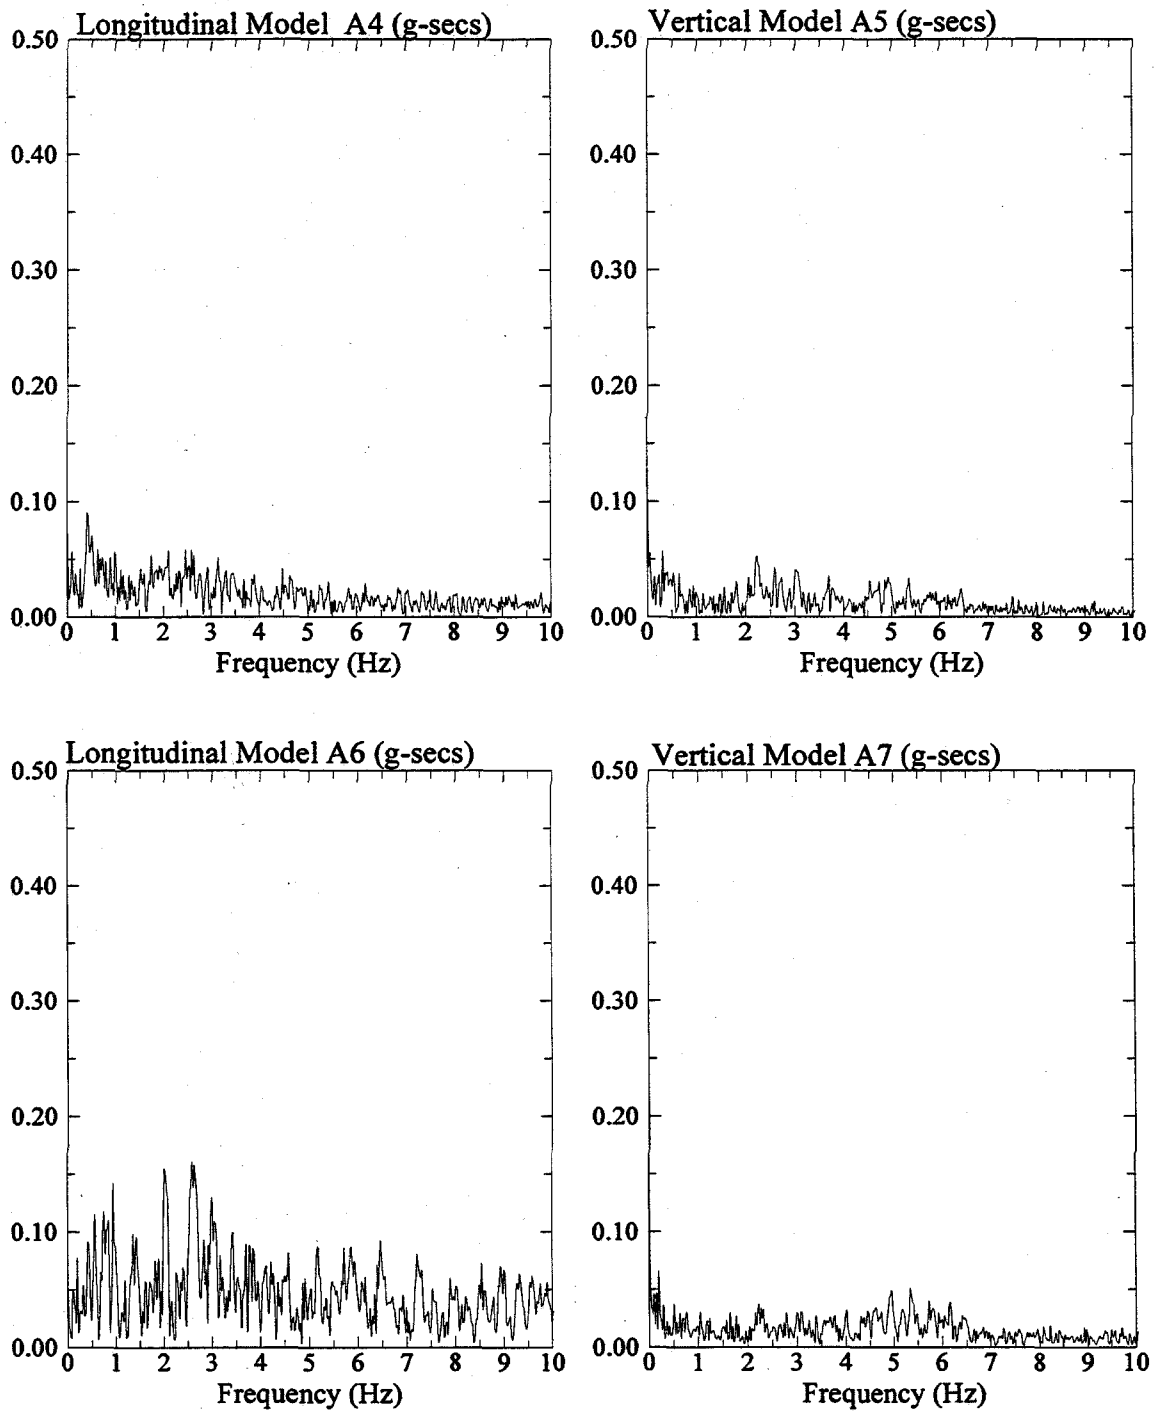 Longitudinal Model A4 (g-secs)
0.50
0.40
0.30
0.20
0.10
0.00
0 1 2 3 4 5 6 7 8 9 10
Frequency (Hz)
Vertical Model A5 (g-secs)
0.50
0.40
0.30
0.20
0.10
0.00
0 1 2 3 4 5 6 7 8 9 10
Frequency (Hz)
Longitudinal Model A6 (g-secs)
0.50
0.40
0.30
0.20
0.10
0.00
0 1 2 3 4 5 6 7 8 9 10
Frequency (Hz)
Vertical Model A7 (g-secs)
0.50
0.40
0.30
0.20
0.10
0.00
0 1 2 3 4 5 6 7 8 9 10
Frequency (Hz)